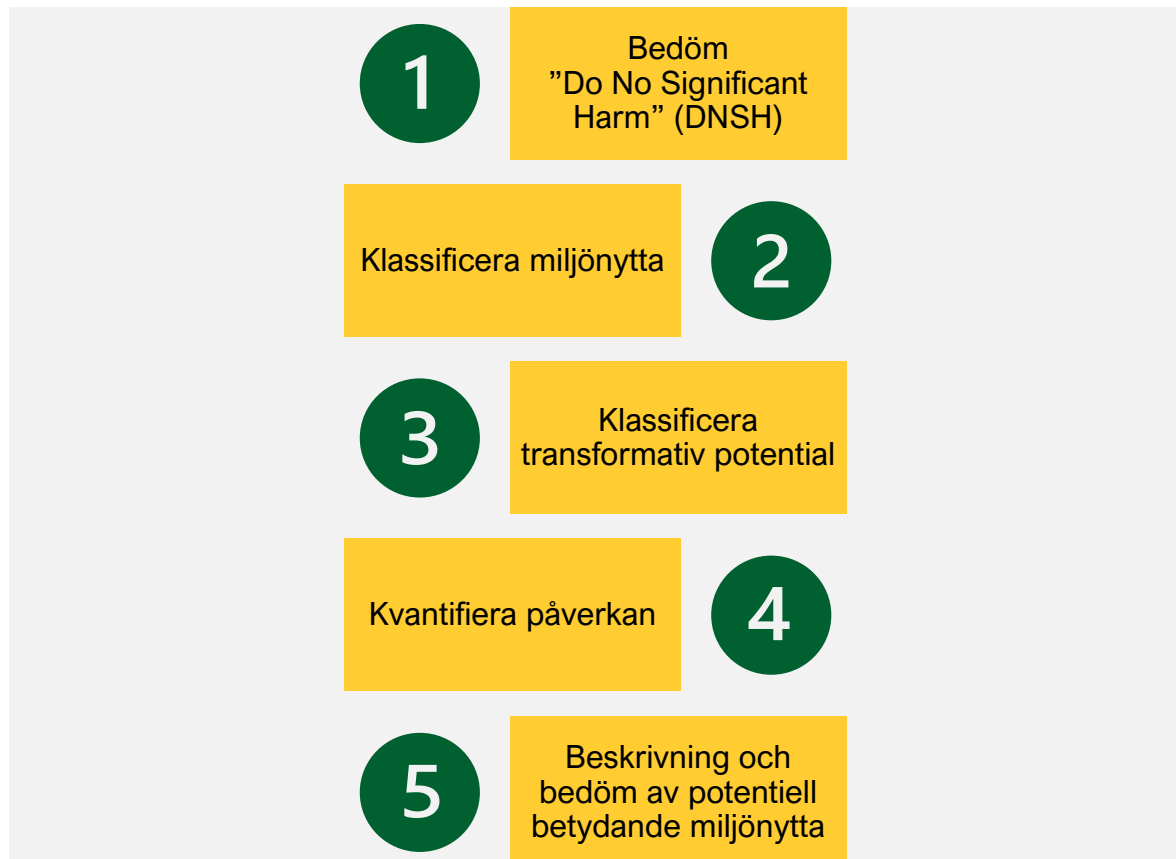 1
Bedöm
”Do No Significant
Harm” (DNSH)
Klassificera miljönytta
2
3
Klassificera
transformativ potential
Kvantifiera påverkan
4
5
Beskrivning och
bedöm av potentiell
betydande miljönytta